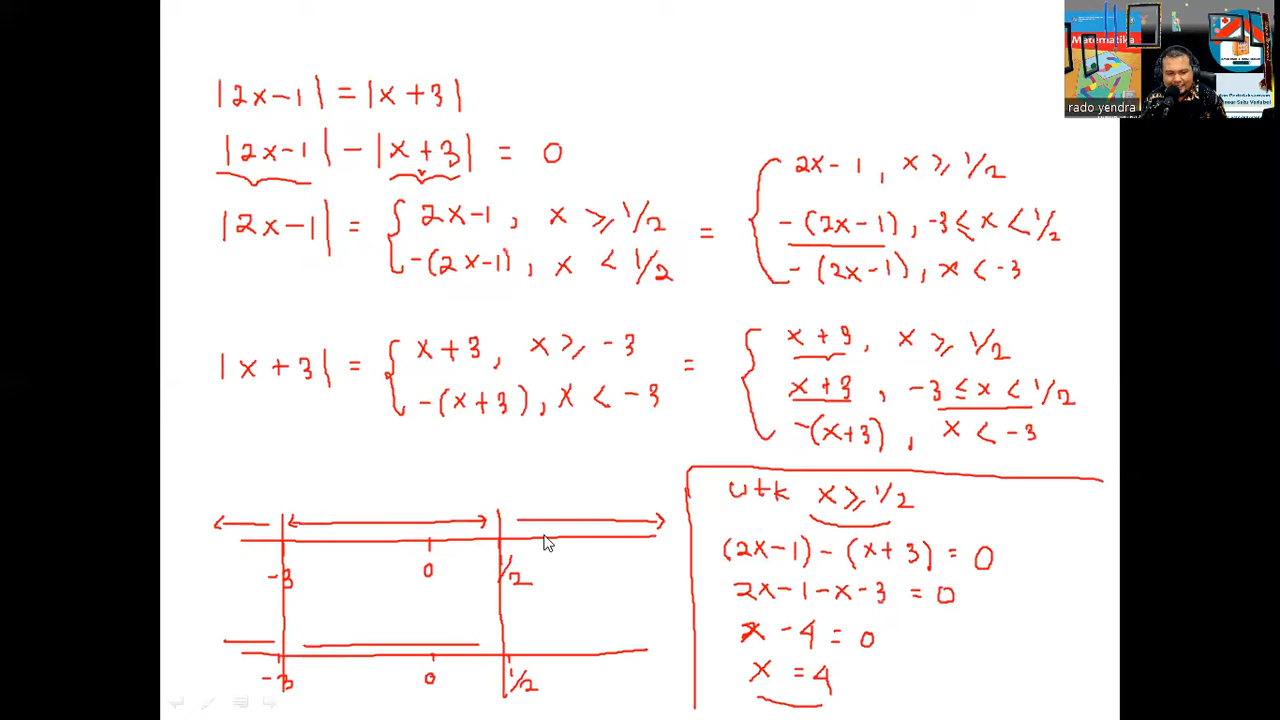 |2x-1| = |x+3|
|2x-1| - |x+3| = 0
|2x-1| = { 2x-1, x ≥ 1/2
-(2x-1), x < 1/2
= { 2x-1, x ≥ 1/2
-(2x-1), -3 ≤ x < 1/2
-(2x-1), x < -3
|x+3| = { x+3, x ≥ -3
-(x+3), x < -3
= { x+3, x ≥ 1/2
x+3, -3 ≤ x < 1/2
-(x+3), x < -3
-3 0 1/2
-3 0 1/2
utk x ≥ 1/2
(2x-1) - (x+3) = 0
2x-1-x-3 = 0
x-4 = 0
x = 4
Matematika
rado yendra